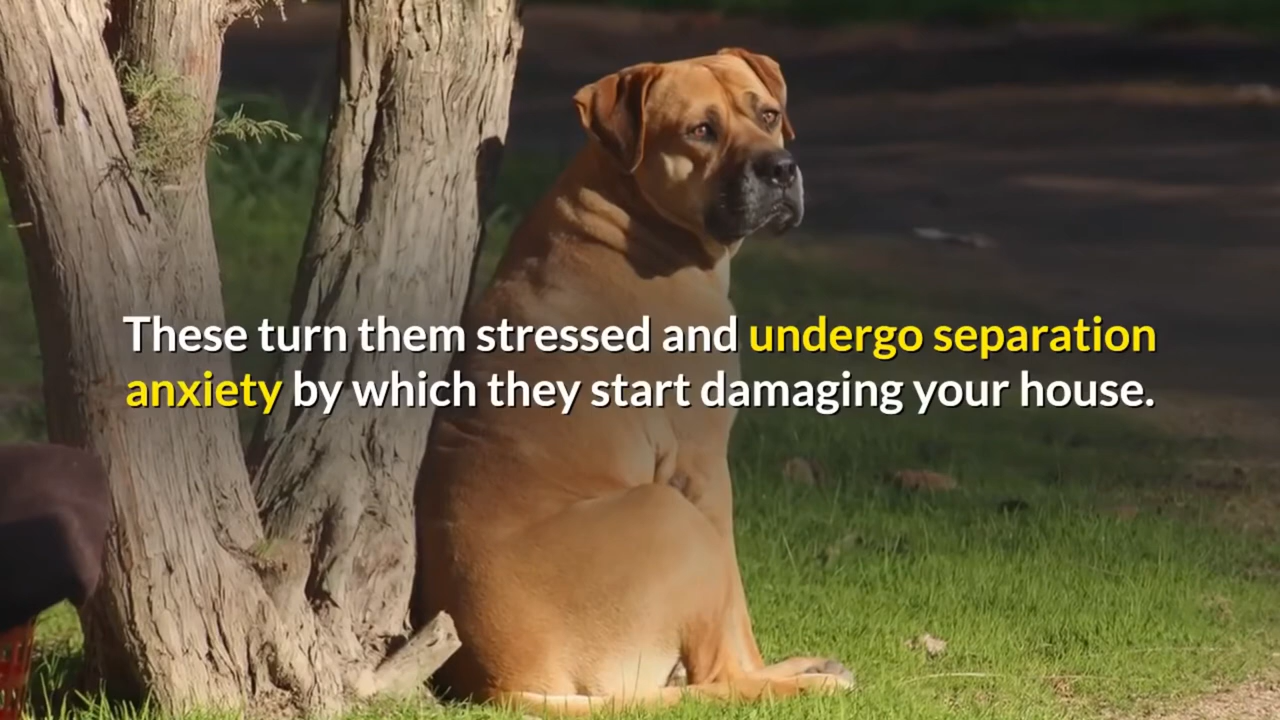 These turn them stressed and undergo separation
anxiety by which they start damaging your house.